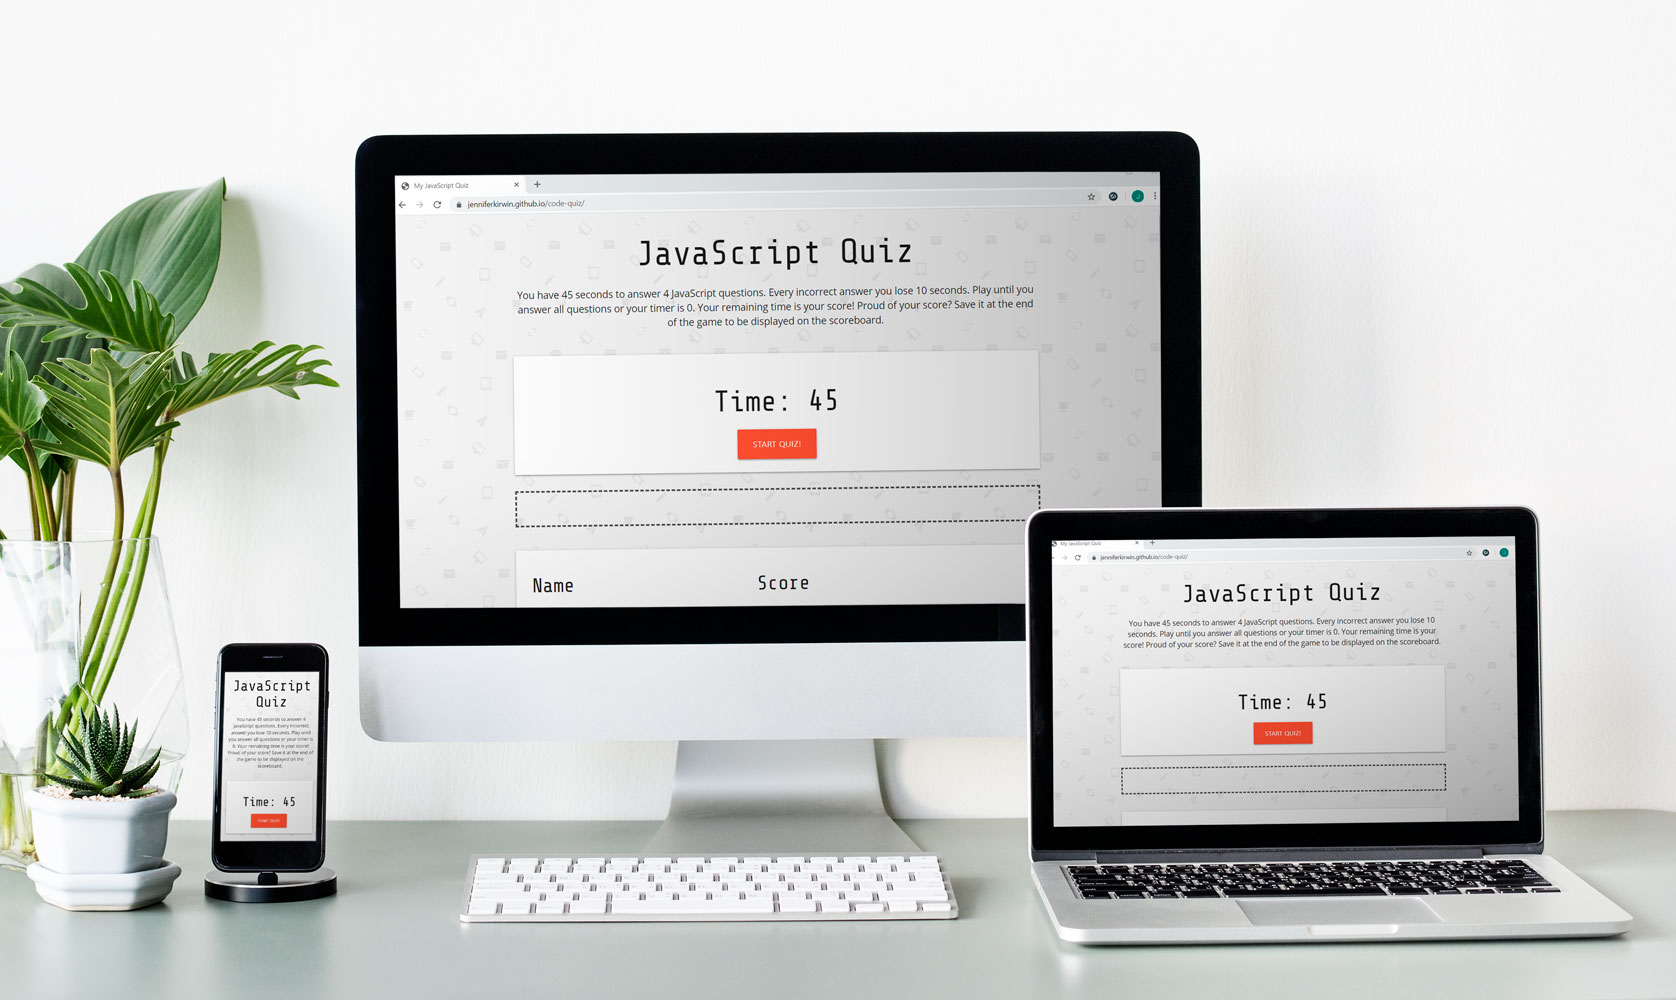 My JavaScript Quiz
jenniferkirwin.github.io/code-quiz/
JavaScript Quiz
You have 45 seconds to answer 4 JavaScript questions. Every incorrect answer you lose 10 seconds. Play until you
answer all questions or your timer is 0. Your remaining time is your score! Proud of your score? Save it at the end
of the game to be displayed on the scoreboard.
Time: 45
START QUIZ!
Name Score
JavaScript
Quiz
You have 45 seconds to answer 4
JavaScript questions. Every incorrect
answer you lose 10 seconds. Play until
you answer all questions or your timer is
0. Your remaining time is your score!
Proud of your score? Save it at the end of
the game to be displayed on the
scoreboard.
Time: 45
START QUIZ!
My JavaScript Quiz
jenniferkirwin.github.io/code-quiz/
JavaScript Quiz
You have 45 seconds to answer 4 JavaScript questions. Every incorrect answer you lose 10
seconds. Play until you answer all questions or your timer is 0. Your remaining time is your
score! Proud of your score? Save it at the end of the game to be displayed on the scoreboard.
Time: 45
START QUIZ!